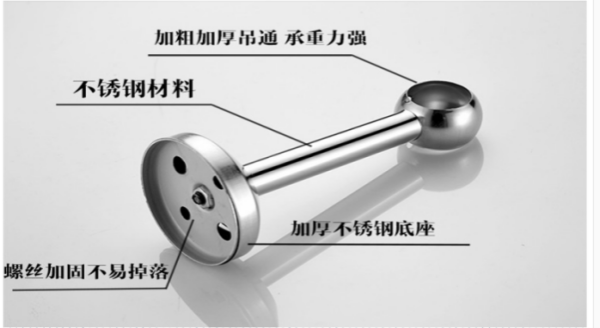 加粗加厚吊通 承重力强
不锈钢材料
加厚不锈钢底座
螺丝加固不易掉落